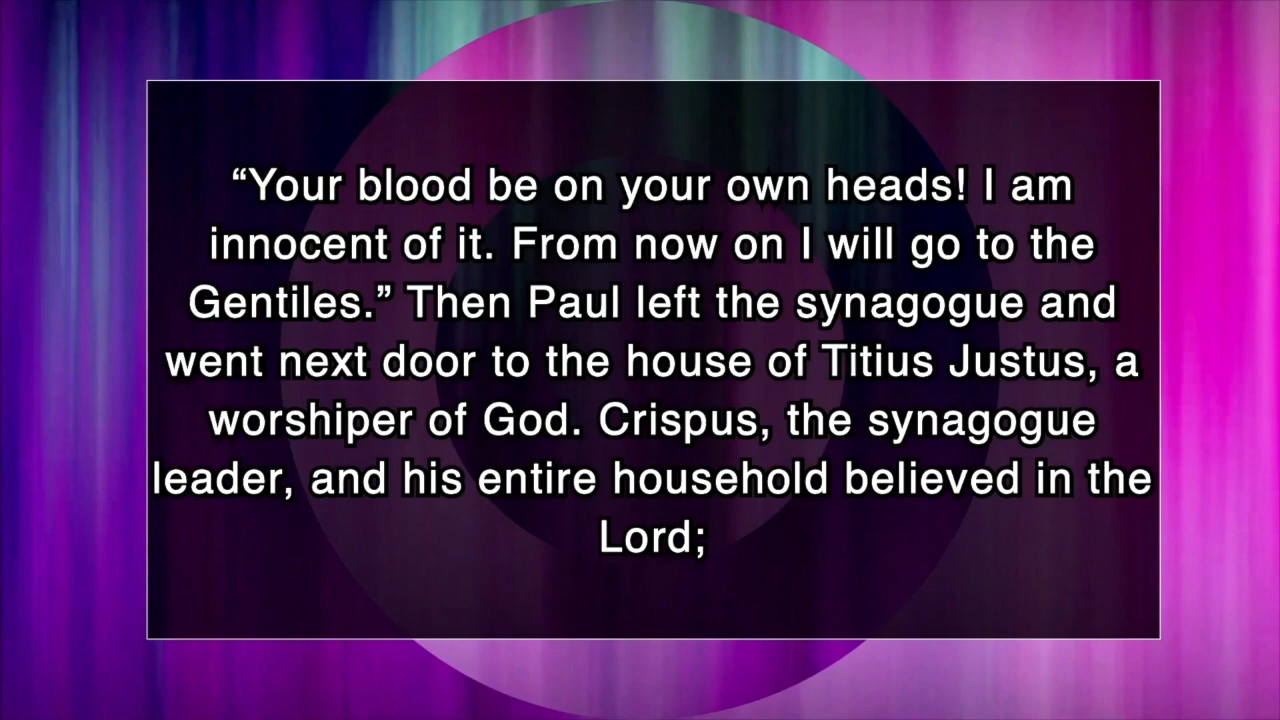 “Your blood be on your own heads! I am
innocent of it. From now on I will go to the
Gentiles.” Then Paul left the synagogue and
went next door to the house of Titius Justus, a
worshiper of God. Crispus, the synagogue
leader, and his entire household believed in the
Lord;